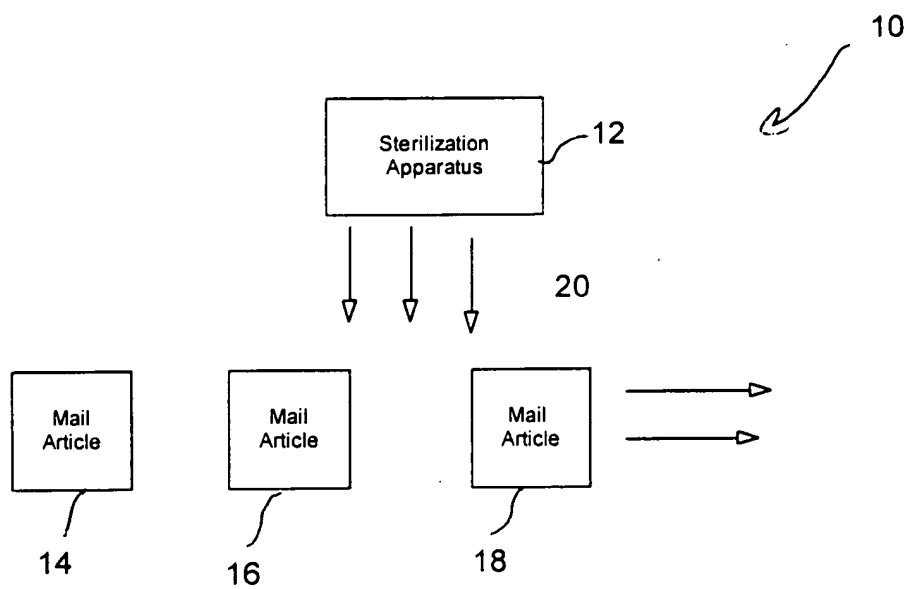 10
Sterilization
Apparatus
12
20
Mail
Article
Mail
Article
Mail
Article
14
16
18